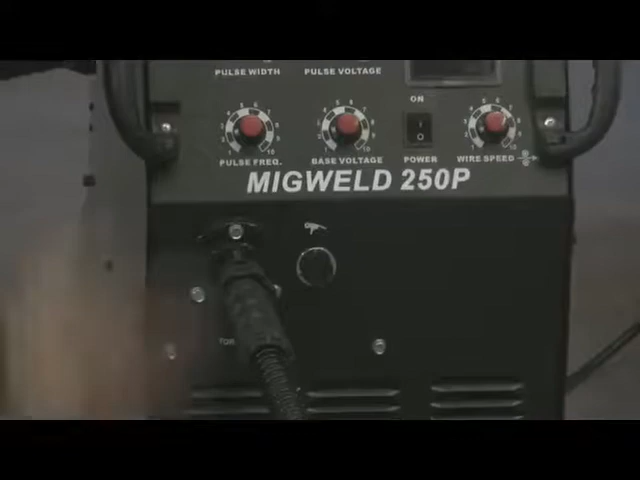 PULSE WIDTH PULSE VOLTAGE
ON
PULSE FREQ. BASE VOLTAGE POWER WIRE SPEED
MIGWELD 250P